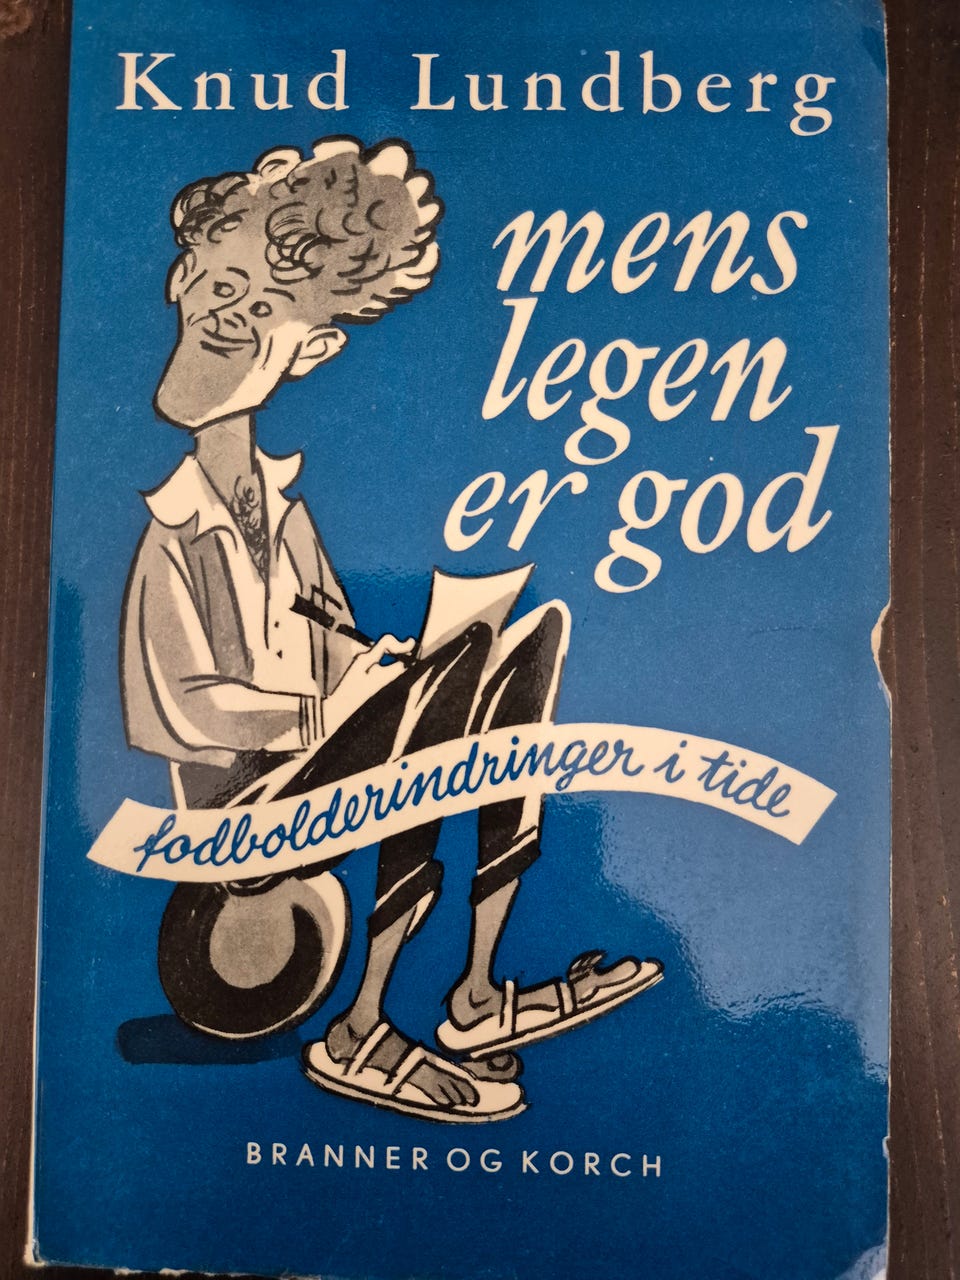 Knud Lundberg
mens
legen
er god
fodbolderindringer i tide
BRANNER OG KORCH